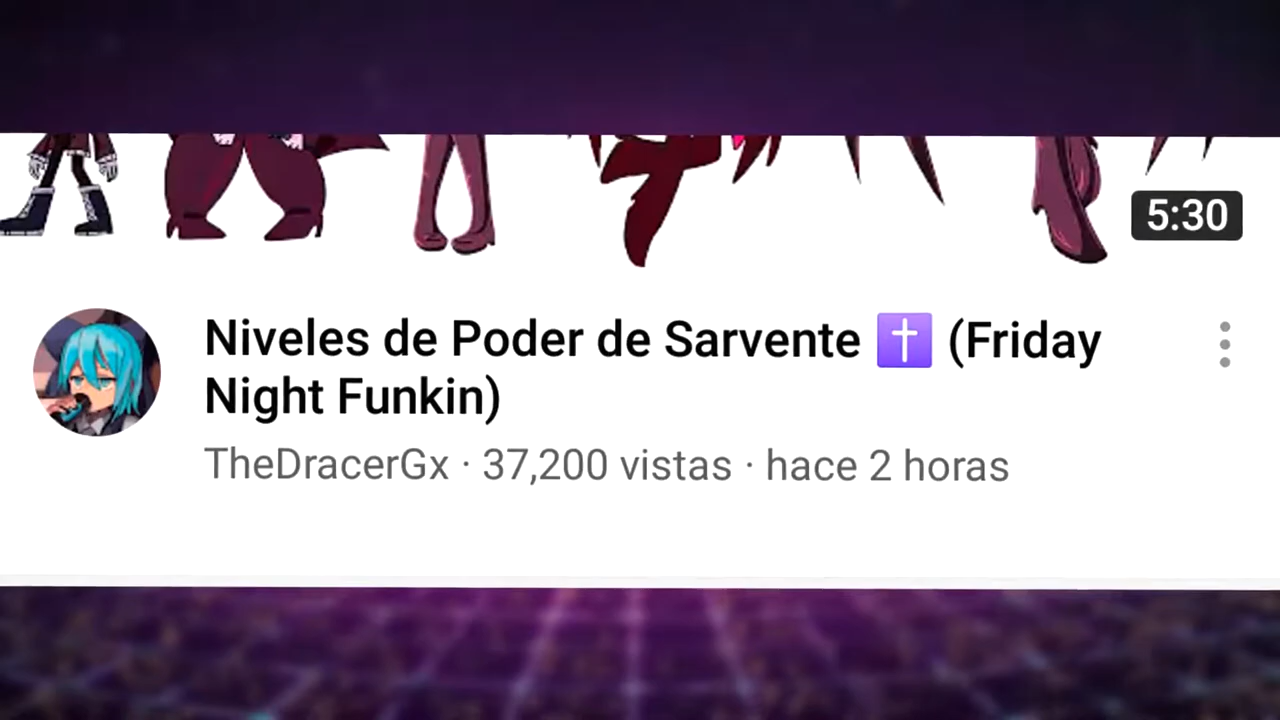 5:30
Niveles de Poder de Sarvente ✝️ (Friday
Night Funkin)
TheDracerGx · 37,200 vistas · hace 2 horas